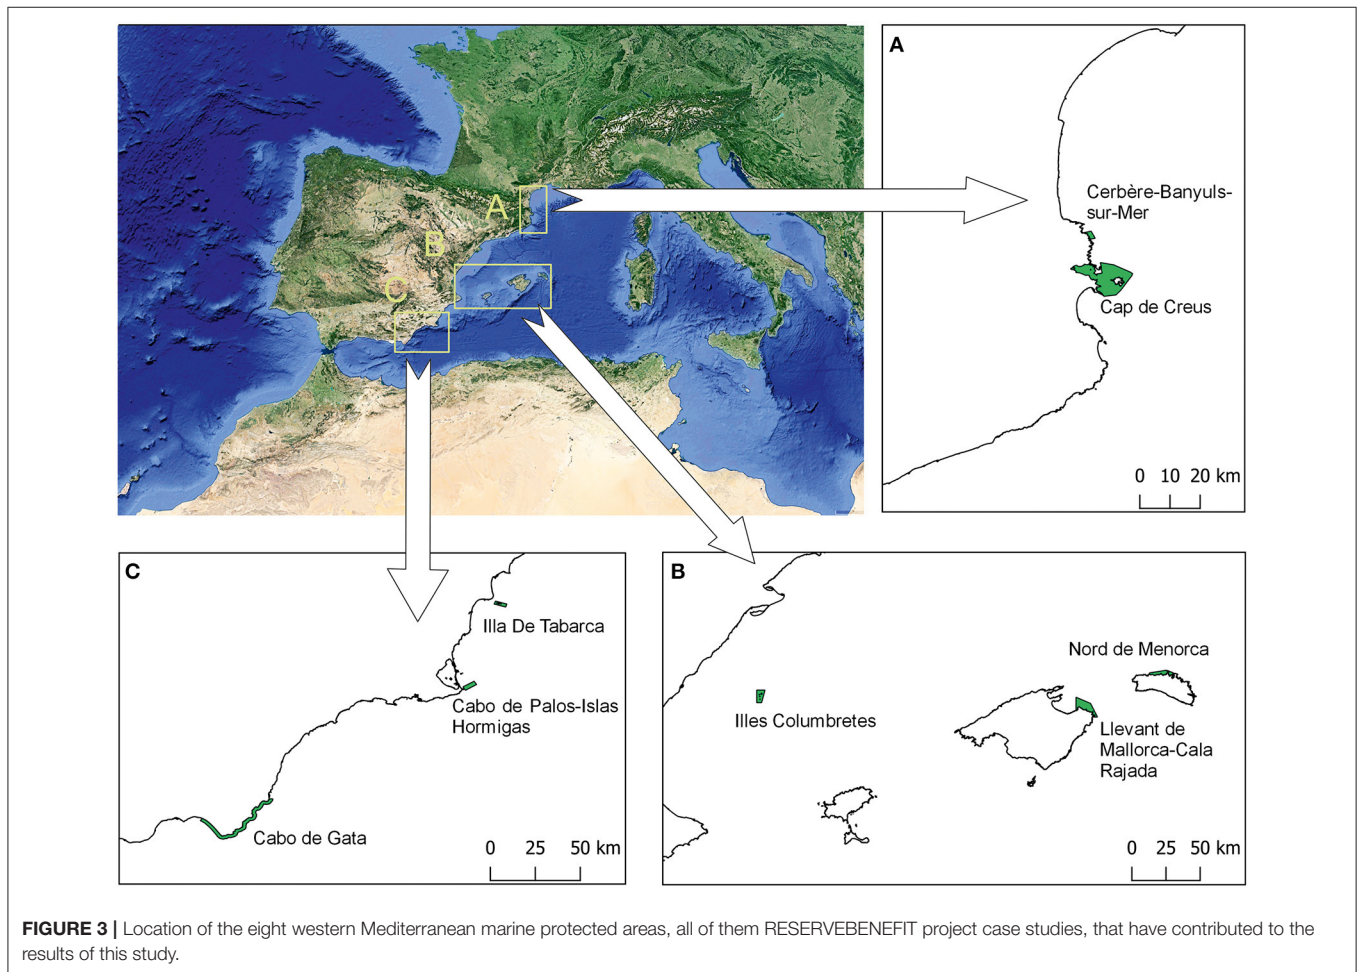 A
B
C
A
Cerbère-Banyuls-
sur-Mer
Cap de Creus
0 10 20 km
C
Illa De Tabarca
Cabo de Palos-Islas
Hormigas
Cabo de Gata
0 25 50 km
B
Nord de Menorca
Illes Columbretes
Llevant de
Mallorca-Cala
Rajada
0 25 50 km
FIGURE 3 | Location of the eight western Mediterranean marine protected areas, all of them RESERVEBENEFIT project case studies, that have contributed to the
results of this study.